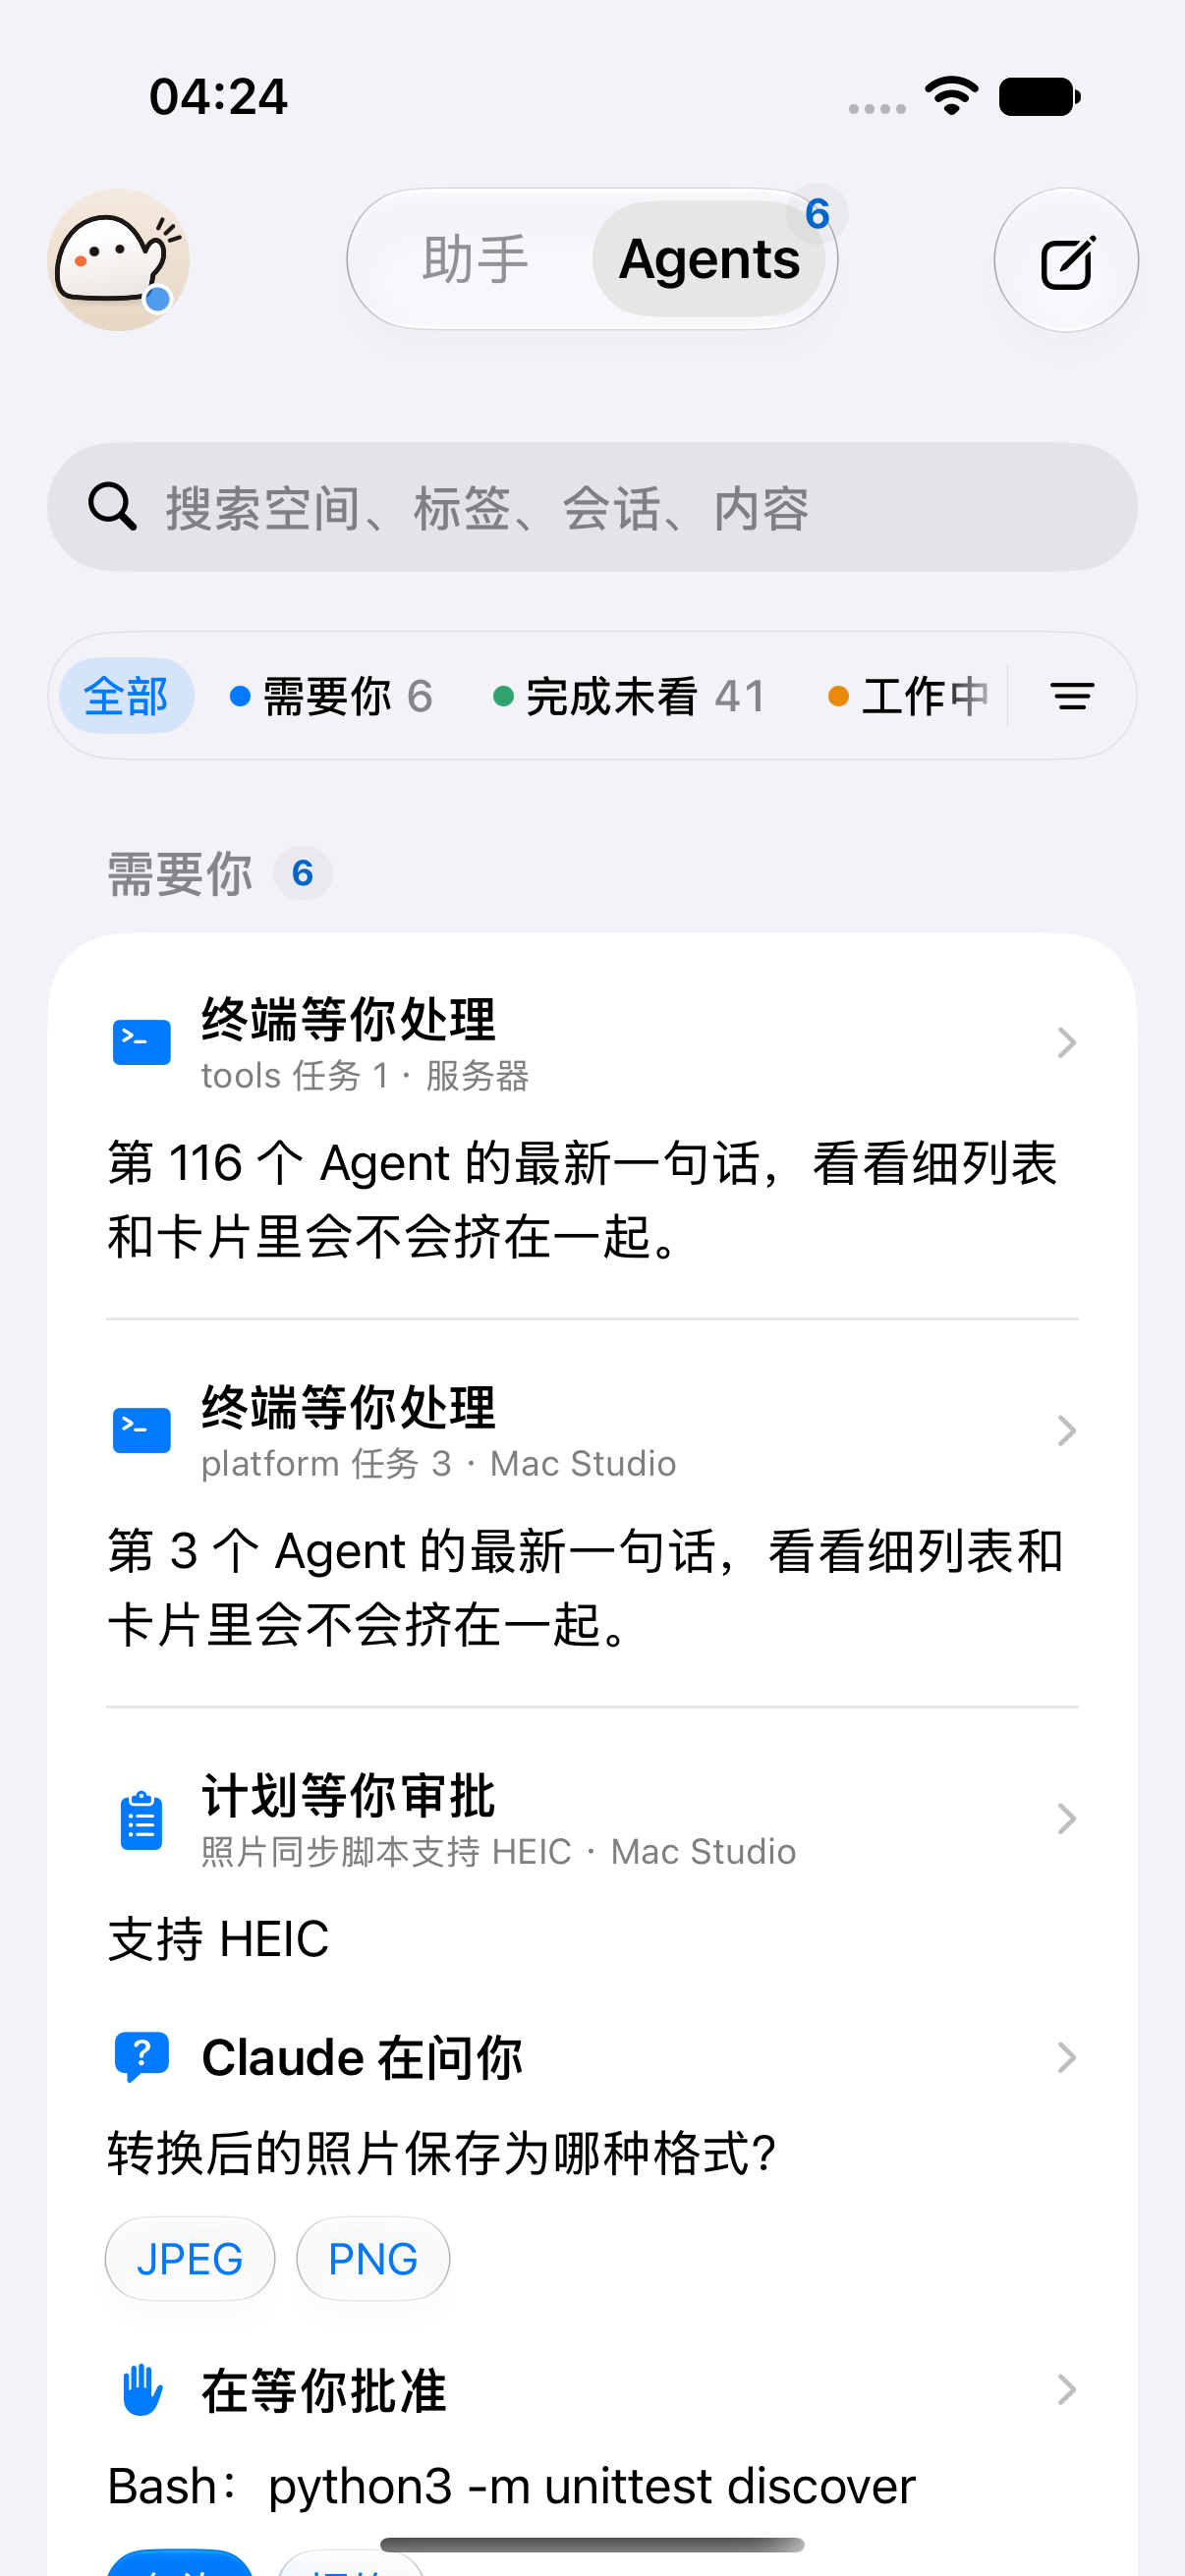 04:24
助手
Agents
6
搜索空间、标签、会话、内容
全部
需要你 6
完成未看 41
工作中
需要你 6
终端等你处理
tools 任务 1 · 服务器
第 116 个 Agent 的最新一句话，看看细列表
和卡片里会不会挤在一起。
终端等你处理
platform 任务 3 · Mac Studio
第 3 个 Agent 的最新一句话，看看细列表和
卡片里会不会挤在一起。
计划等你审批
照片同步脚本支持 HEIC · Mac Studio
支持 HEIC
Claude 在问你
转换后的照片保存为哪种格式？
JPEG
PNG
在等你批准
Bash：python3 -m unittest discover